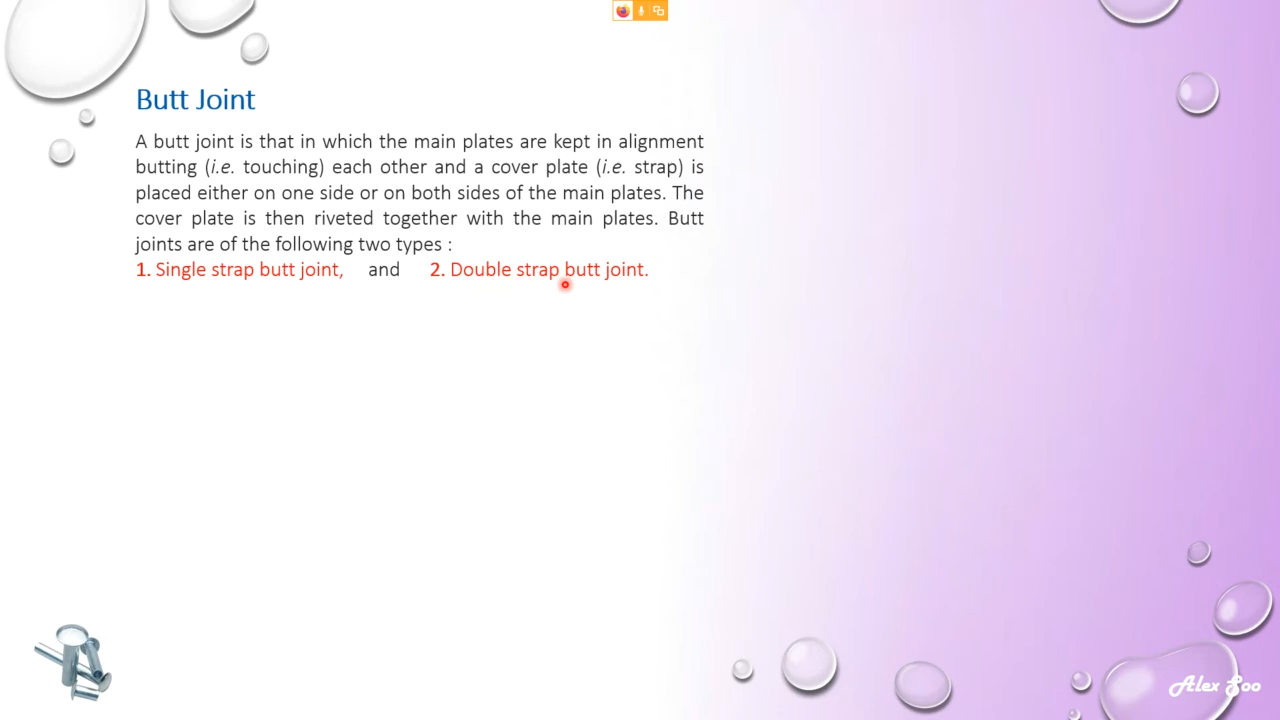 Butt Joint
A butt joint is that in which the main plates are kept in alignment
butting (i.e. touching) each other and a cover plate (i.e. strap) is
placed either on one side or on both sides of the main plates. The
cover plate is then riveted together with the main plates. Butt
joints are of the following two types :
1. Single strap butt joint, and 2. Double strap butt joint.
Alex Soo